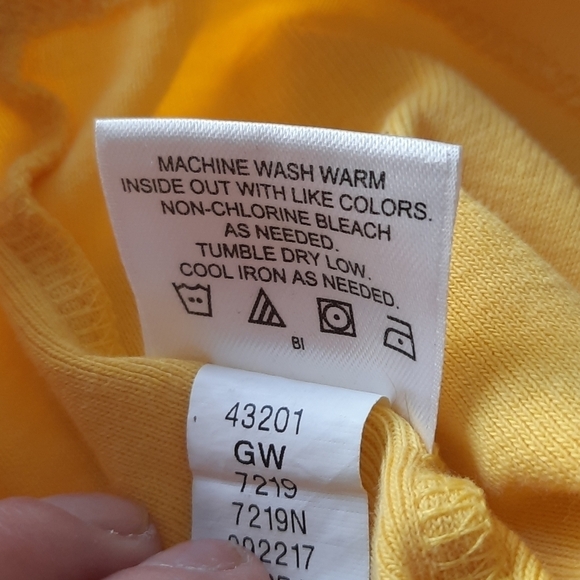 MACHINE WASH WARM
INSIDE OUT WITH LIKE COLORS.
NON-CHLORINE BLEACH
AS NEEDED.
TUMBLE DRY LOW.
COOL IRON AS NEEDED.
BI
43201
GW
7219
7219N